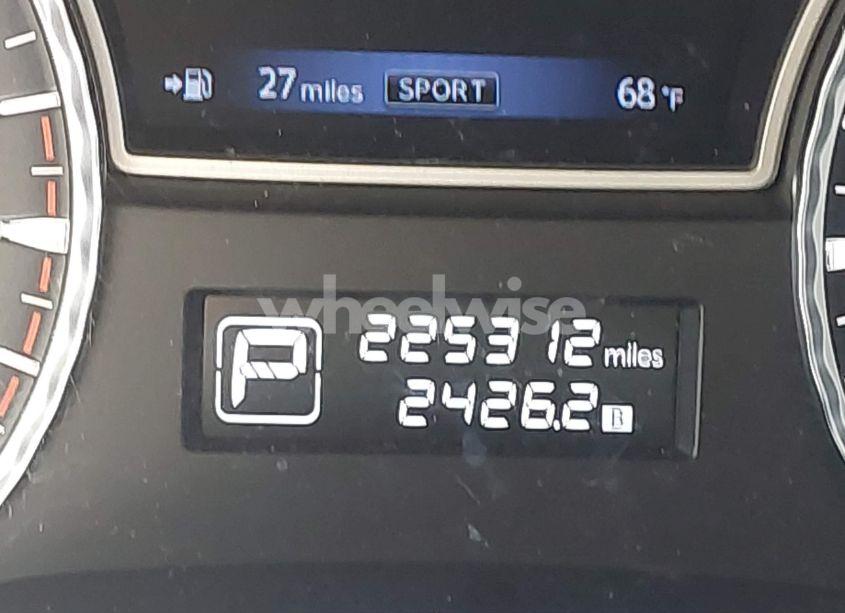 27 miles SPORT 68 °F
wheelwise
P 225312 miles
2426.2 B